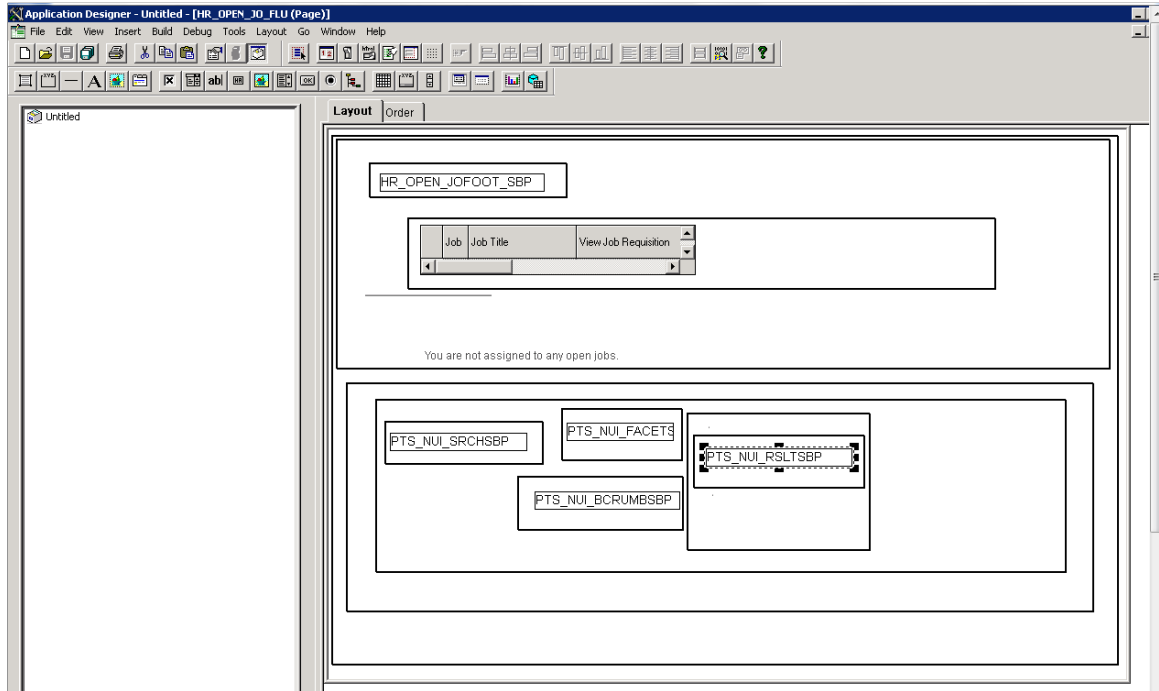 Application Designer - Untitled - [HR_OPEN_JO_FLU (Page)]
File Edit View Insert Build Debug Tools Layout Go Window Help
Untitled
Layout Order
HR_OPEN_JOFOOT_SBP
Job Job Title View Job Requisition
You are not assigned to any open jobs.
PTS_NUI_SRCHSBP
PTS_NUI_FACETS
PTS_NUI_RSLTSBP
PTS_NUI_BCRUMBSBP